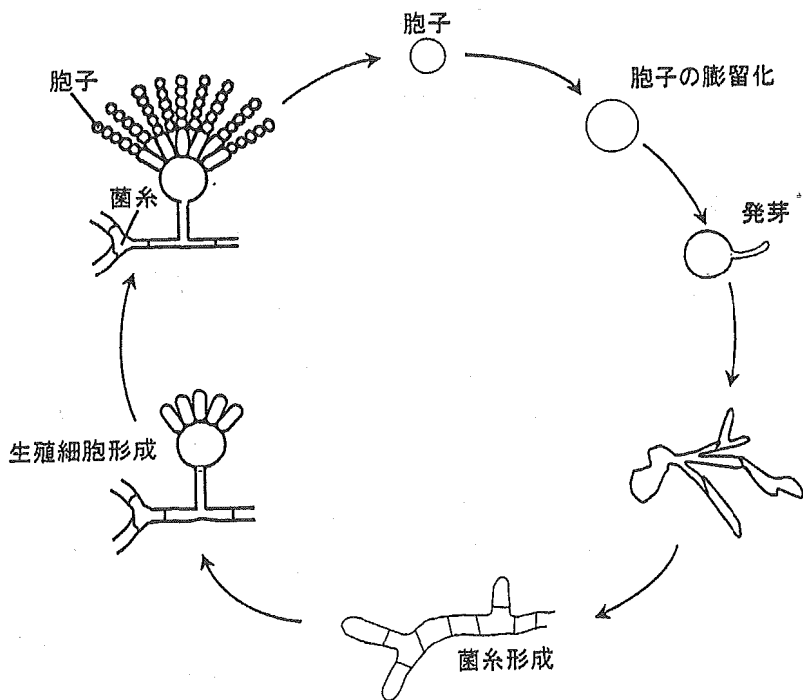 胞子
胞子の膨留化
発芽
菌糸形成
生殖細胞形成
菌糸
胞子